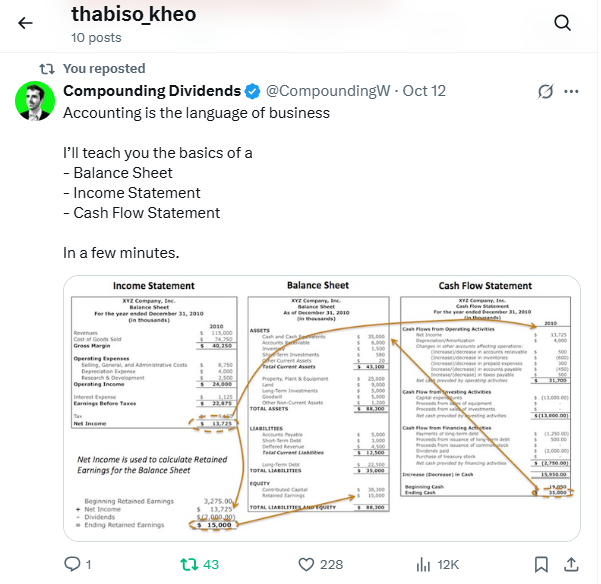 thabiso_kheo
10 posts
You reposted
Compounding Dividends @CompoundingW · Oct 12
Accounting is the language of business
I'll teach you the basics of a
- Balance Sheet
- Income Statement
- Cash Flow Statement
In a few minutes.
Income Statement
XYZ Company, Inc.
Balance Sheet
For the year ended December 31, 2010
(in thousands)
2010
Revenues $ 115,000
Cost of Goods Sold $ 74,750
Gross Margin $ 40,250
Operating Expenses
Selling, General, and Administrative Costs $ 8,750
Depreciation Expense $ 4,000
Research & Development $ 3,500
Operating Income $ 24,000
Interest Expense $ 1,125
Earnings Before Taxes $ 22,875
Tax
Net Income $ 13,725
Net Income is used to calculate Retained
Earnings for the Balance Sheet
Beginning Retained Earnings 3,275.00
+ Net Income $ 13,725
- Dividends $(2,000.00)
= Ending Retained Earnings $ 15,000
Balance Sheet
XYZ Company, Inc.
Balance Sheet
As of December 31, 2010
(in thousands)
ASSETS
Cash and Cash Equivalents $ 35,000
Accounts Receivable $ 6,000
Inventory $ 1,500
Short-Term Investments $ 580
Other Current Assets $ 20
Total Current Assets $ 43,100
Property, Plant & Equipment $ 25,000
Land $ 9,000
Long-Term Investments $ 5,000
Goodwill $ 5,000
Other Non-Current Assets $ 1,200
TOTAL ASSETS $ 88,300
LIABILITIES
Accounts Payable $ 5,000
Short-Term Debt $ 3,000
Deffered Revenue $ 4,500
Total Current Liabilities $ 12,500
Long-Term Debt $ 22,500
TOTAL LIABILITIES $ 35,000
EQUITY
Contributed Capital $ 38,300
Retained Earnings $ 15,000
TOTAL LIABILITIES AND EQUITY $ 88,300
Cash Flow Statement
XYZ Company, Inc.
Cash Flow Statement
For the year ended December 31, 2010
(in thousands)
2010
Cash Flows from Operating Activities
Net Income $ 13,725
Depreciation/Amortization $ 4,000
Changes in other accounts affecting operations:
(Increase)/decrease in accounts receivable $ 500
(Increase)/decrease in inventories $
(Increase)/decrease in prepaid expenses $
Increase/(decrease) in accounts payable $
Increase/(decrease) in taxes payable $
Net cash provided by operating activities $ 31,700
Cash Flow from Investing Activities
Capital expenditures $ (13,000.00)
Proceeds from sales of equipment $
Proceeds from sales of investments $
Net cash provided by investing activities $(13,000.00)
Cash Flow from Financing Activities
Payments of long-term debt $ (1,250.00)
Proceeds from issuance of long-term debt $ 500.00
Proceeds from issuance of common stock $
Dividends paid $ (2,000.00)
Purchase of treasury stock $
Net cash provided by financing activities $ (2,750.00)
Increase (Decrease) in Cash 15,950.00
Beginning Cash 19,050
Ending Cash 35,000
1 43 228 12K